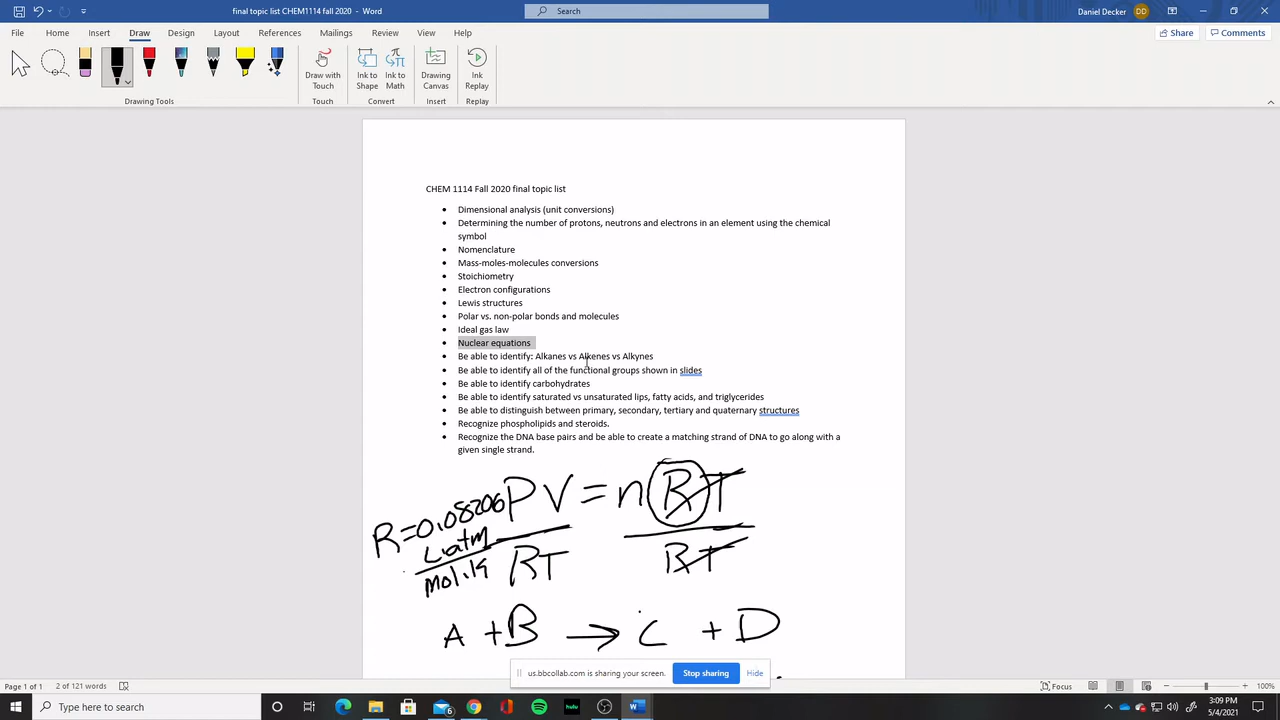 final topic list CHEM1114 fall 2020 - Word
Search
Daniel Decker
DD
File
Home
Insert
Draw
Design
Layout
References
Mailings
Review
View
Help
Share
Comments
Draw with Touch
Ink to Shape
Ink to Math
Drawing Canvas
Ink Replay
Drawing Tools
Touch
Convert
Insert
Replay
CHEM 1114 Fall 2020 final topic list
• Dimensional analysis (unit conversions)
• Determining the number of protons, neutrons and electrons in an element using the chemical
symbol
• Nomenclature
• Mass-moles-molecules conversions
• Stoichiometry
• Electron configurations
• Lewis structures
• Polar vs. non-polar bonds and molecules
• Ideal gas law
• Nuclear equations
• Be able to identify: Alkanes vs Alkenes vs Alkynes
• Be able to identify all of the functional groups shown in slides
• Be able to identify carbohydrates
• Be able to identify saturated vs unsaturated lips, fatty acids, and triglycerides
• Be able to distinguish between primary, secondary, tertiary and quaternary structures
• Recognize phospholipids and steroids.
• Recognize the DNA base pairs and be able to create a matching strand of DNA to go along with a
given single strand.
PV = nRT
RT RT
R=0.08206
L.atm
mol.K
A + B → C + D
us.bbcollab.com is sharing your screen.
Stop sharing
Hide
Page 1 of 1
2 of 121 words
Focus
100%
Type here to search
6
hulu
3:09 PM
5/4/2021